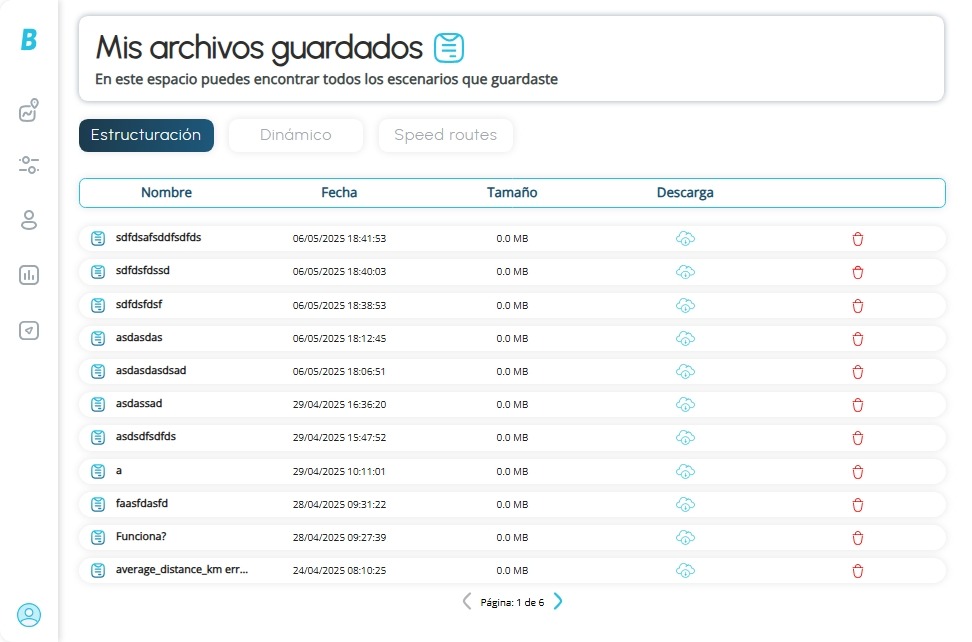 B
Mis archivos guardados
En este espacio puedes encontrar todos los escenarios que guardaste
Estructuración Dinámico Speed routes
Nombre Fecha Tamaño Descarga
sdfdsafsddfsdfds 06/05/2025 18:41:53 0.0 MB
sdfdsfdssd 06/05/2025 18:40:03 0.0 MB
sdfdsfdsf 06/05/2025 18:38:53 0.0 MB
asdasdas 06/05/2025 18:12:45 0.0 MB
asdasdasdsad 06/05/2025 18:06:51 0.0 MB
asdassad 29/04/2025 16:36:20 0.0 MB
asdsdfsdfds 29/04/2025 15:47:52 0.0 MB
a 29/04/2025 10:11:01 0.0 MB
faasfdasfd 28/04/2025 09:31:22 0.0 MB
Funciona? 28/04/2025 09:27:39 0.0 MB
average_distance_km err... 24/04/2025 08:10:25 0.0 MB
Página: 1 de 6